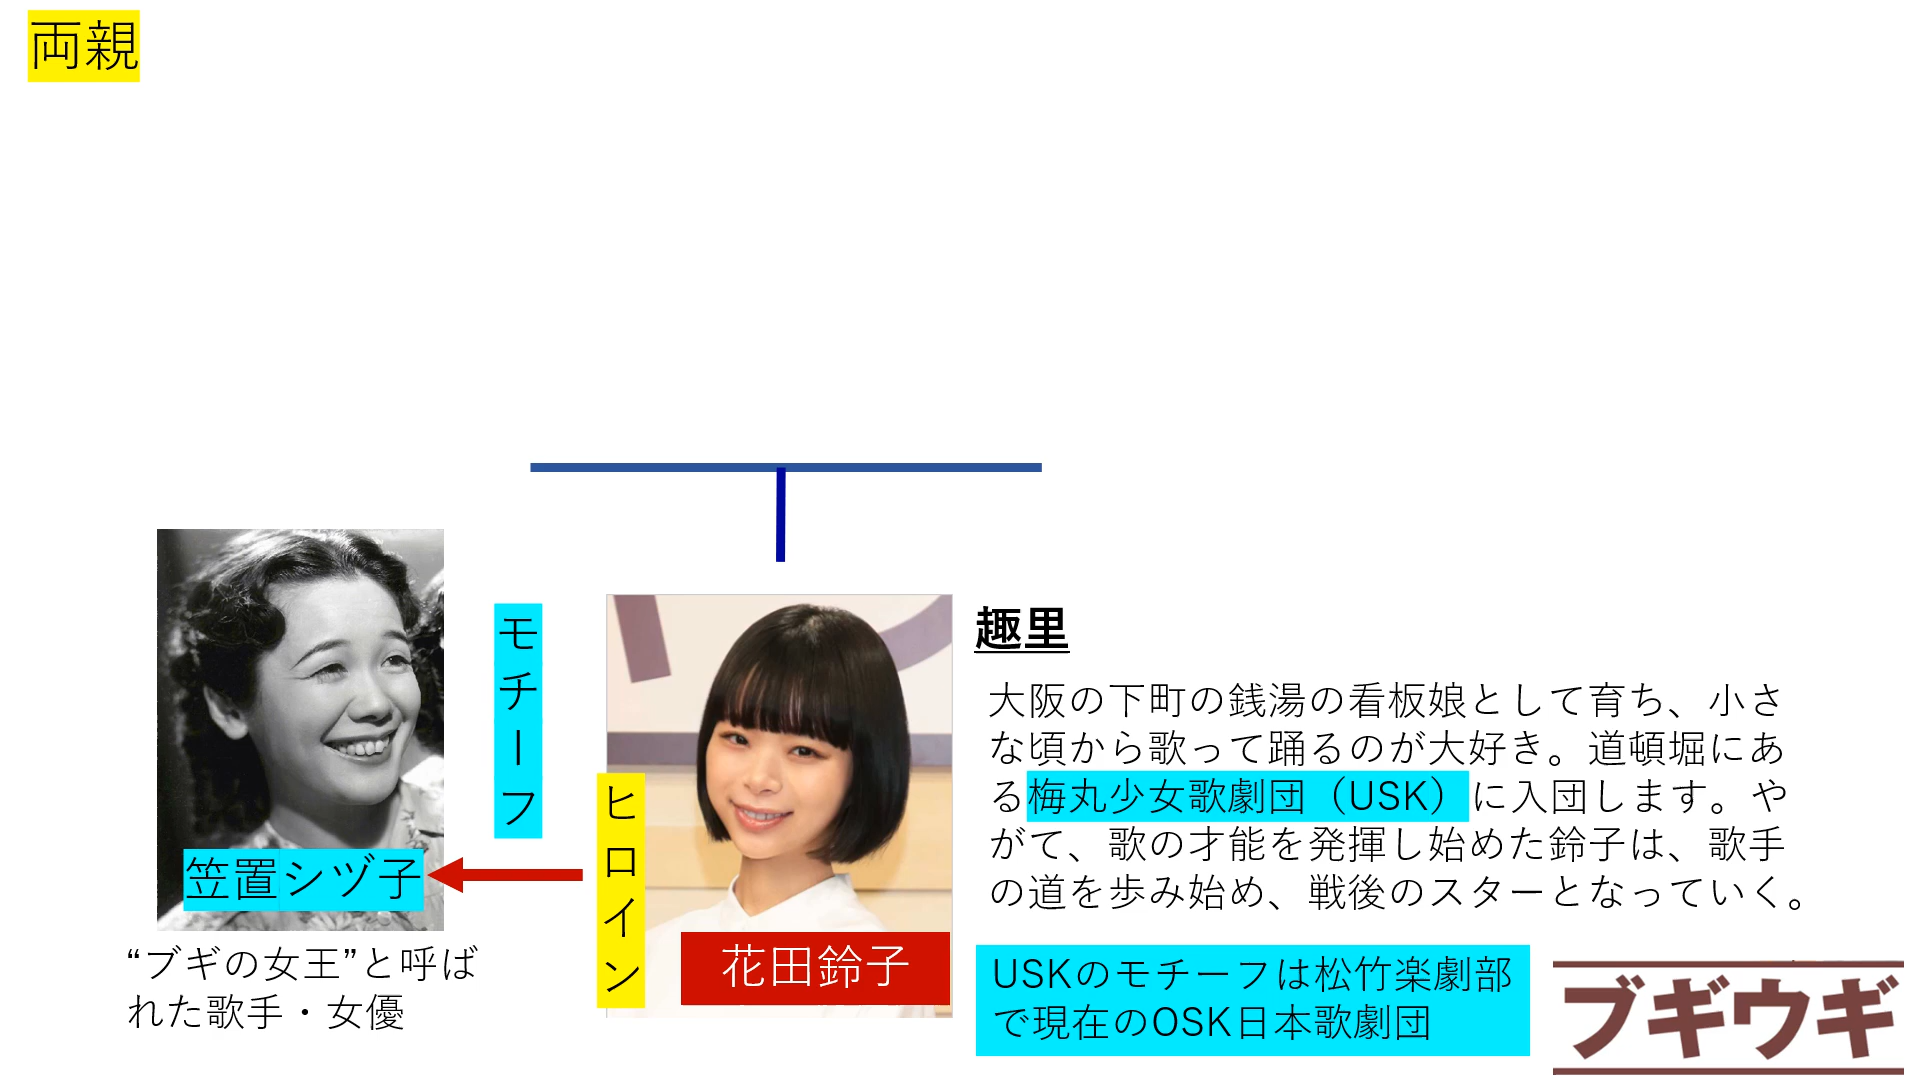 両親
モチーフ
笠置シヅ子
“ブギの女王”と呼ば
れた歌手・女優
ヒロイン
花田鈴子
趣里
大阪の下町の銭湯の看板娘として育ち、小さ
な頃から歌って踊るのが大好き。道頓堀にあ
る梅丸少女歌劇団（USK）に入団します。や
がて、歌の才能を発揮し始めた鈴子は、歌手
の道を歩み始め、戦後のスターとなっていく。
USKのモチーフは松竹楽劇部
で現在のOSK日本歌劇団
ブギウギ